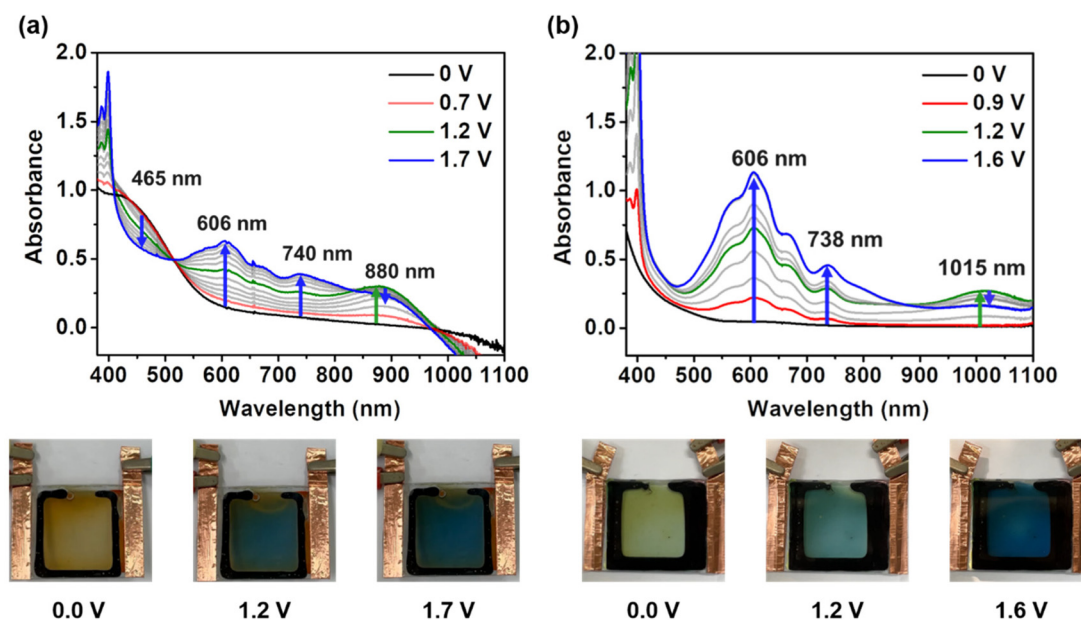 (a)
2.0
1.5
1.0
0.5
0.0
Absorbance
400 500 600 700 800 900 1000 1100
Wavelength (nm)
0 V
0.7 V
1.2 V
1.7 V
465 nm
606 nm
740 nm
880 nm
0.0 V
1.2 V
1.7 V
(b)
2.0
1.5
1.0
0.5
0.0
Absorbance
400 500 600 700 800 900 1000 1100
Wavelength (nm)
0 V
0.9 V
1.2 V
1.6 V
606 nm
738 nm
1015 nm
0.0 V
1.2 V
1.6 V